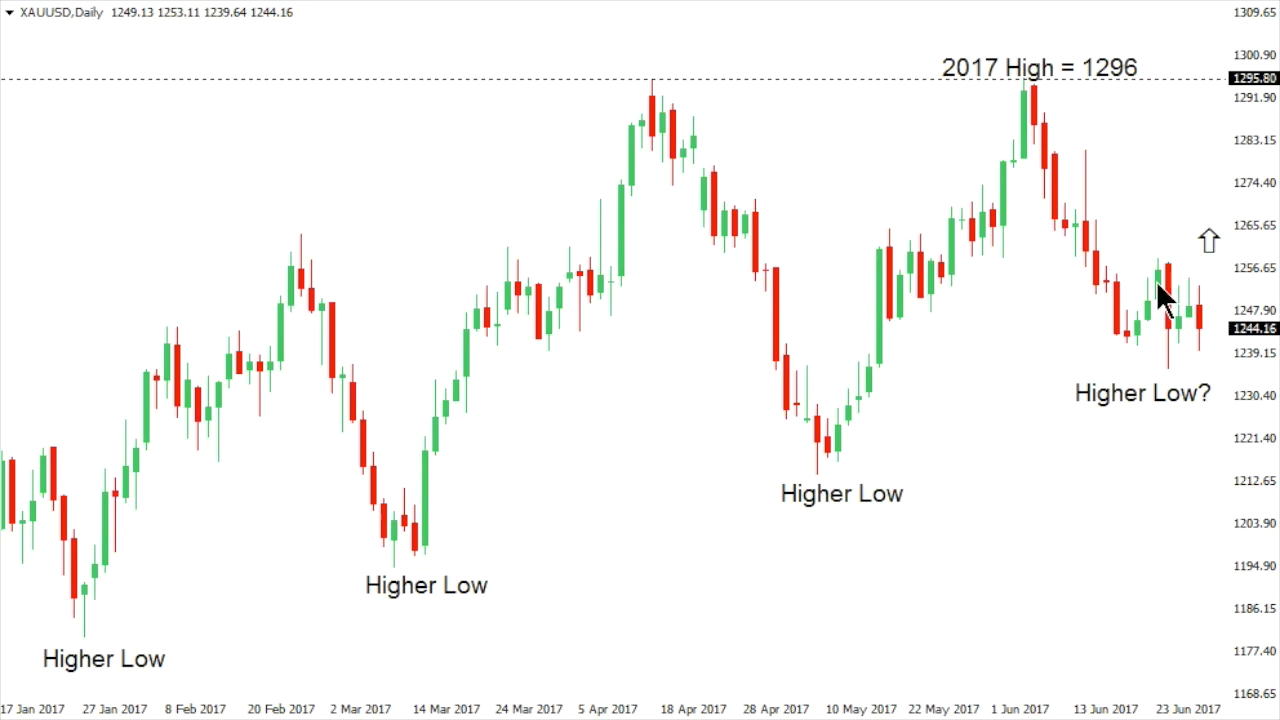 XAUUSD,Daily 1249.13 1253.11 1239.64 1244.16
1309.65
1300.90
2017 High = 1296
1295.80
1291.90
1283.15
1274.40
1265.65
1256.65
1247.90
1244.16
1239.15
Higher Low?
1230.40
1221.40
1212.65
Higher Low
1203.90
1194.90
Higher Low
1186.15
1177.40
Higher Low
1168.65
17 Jan 2017 27 Jan 2017 8 Feb 2017 20 Feb 2017 2 Mar 2017 14 Mar 2017 24 Mar 2017 5 Apr 2017 18 Apr 2017 28 Apr 2017 10 May 2017 22 May 2017 1 Jun 2017 13 Jun 2017 23 Jun 2017